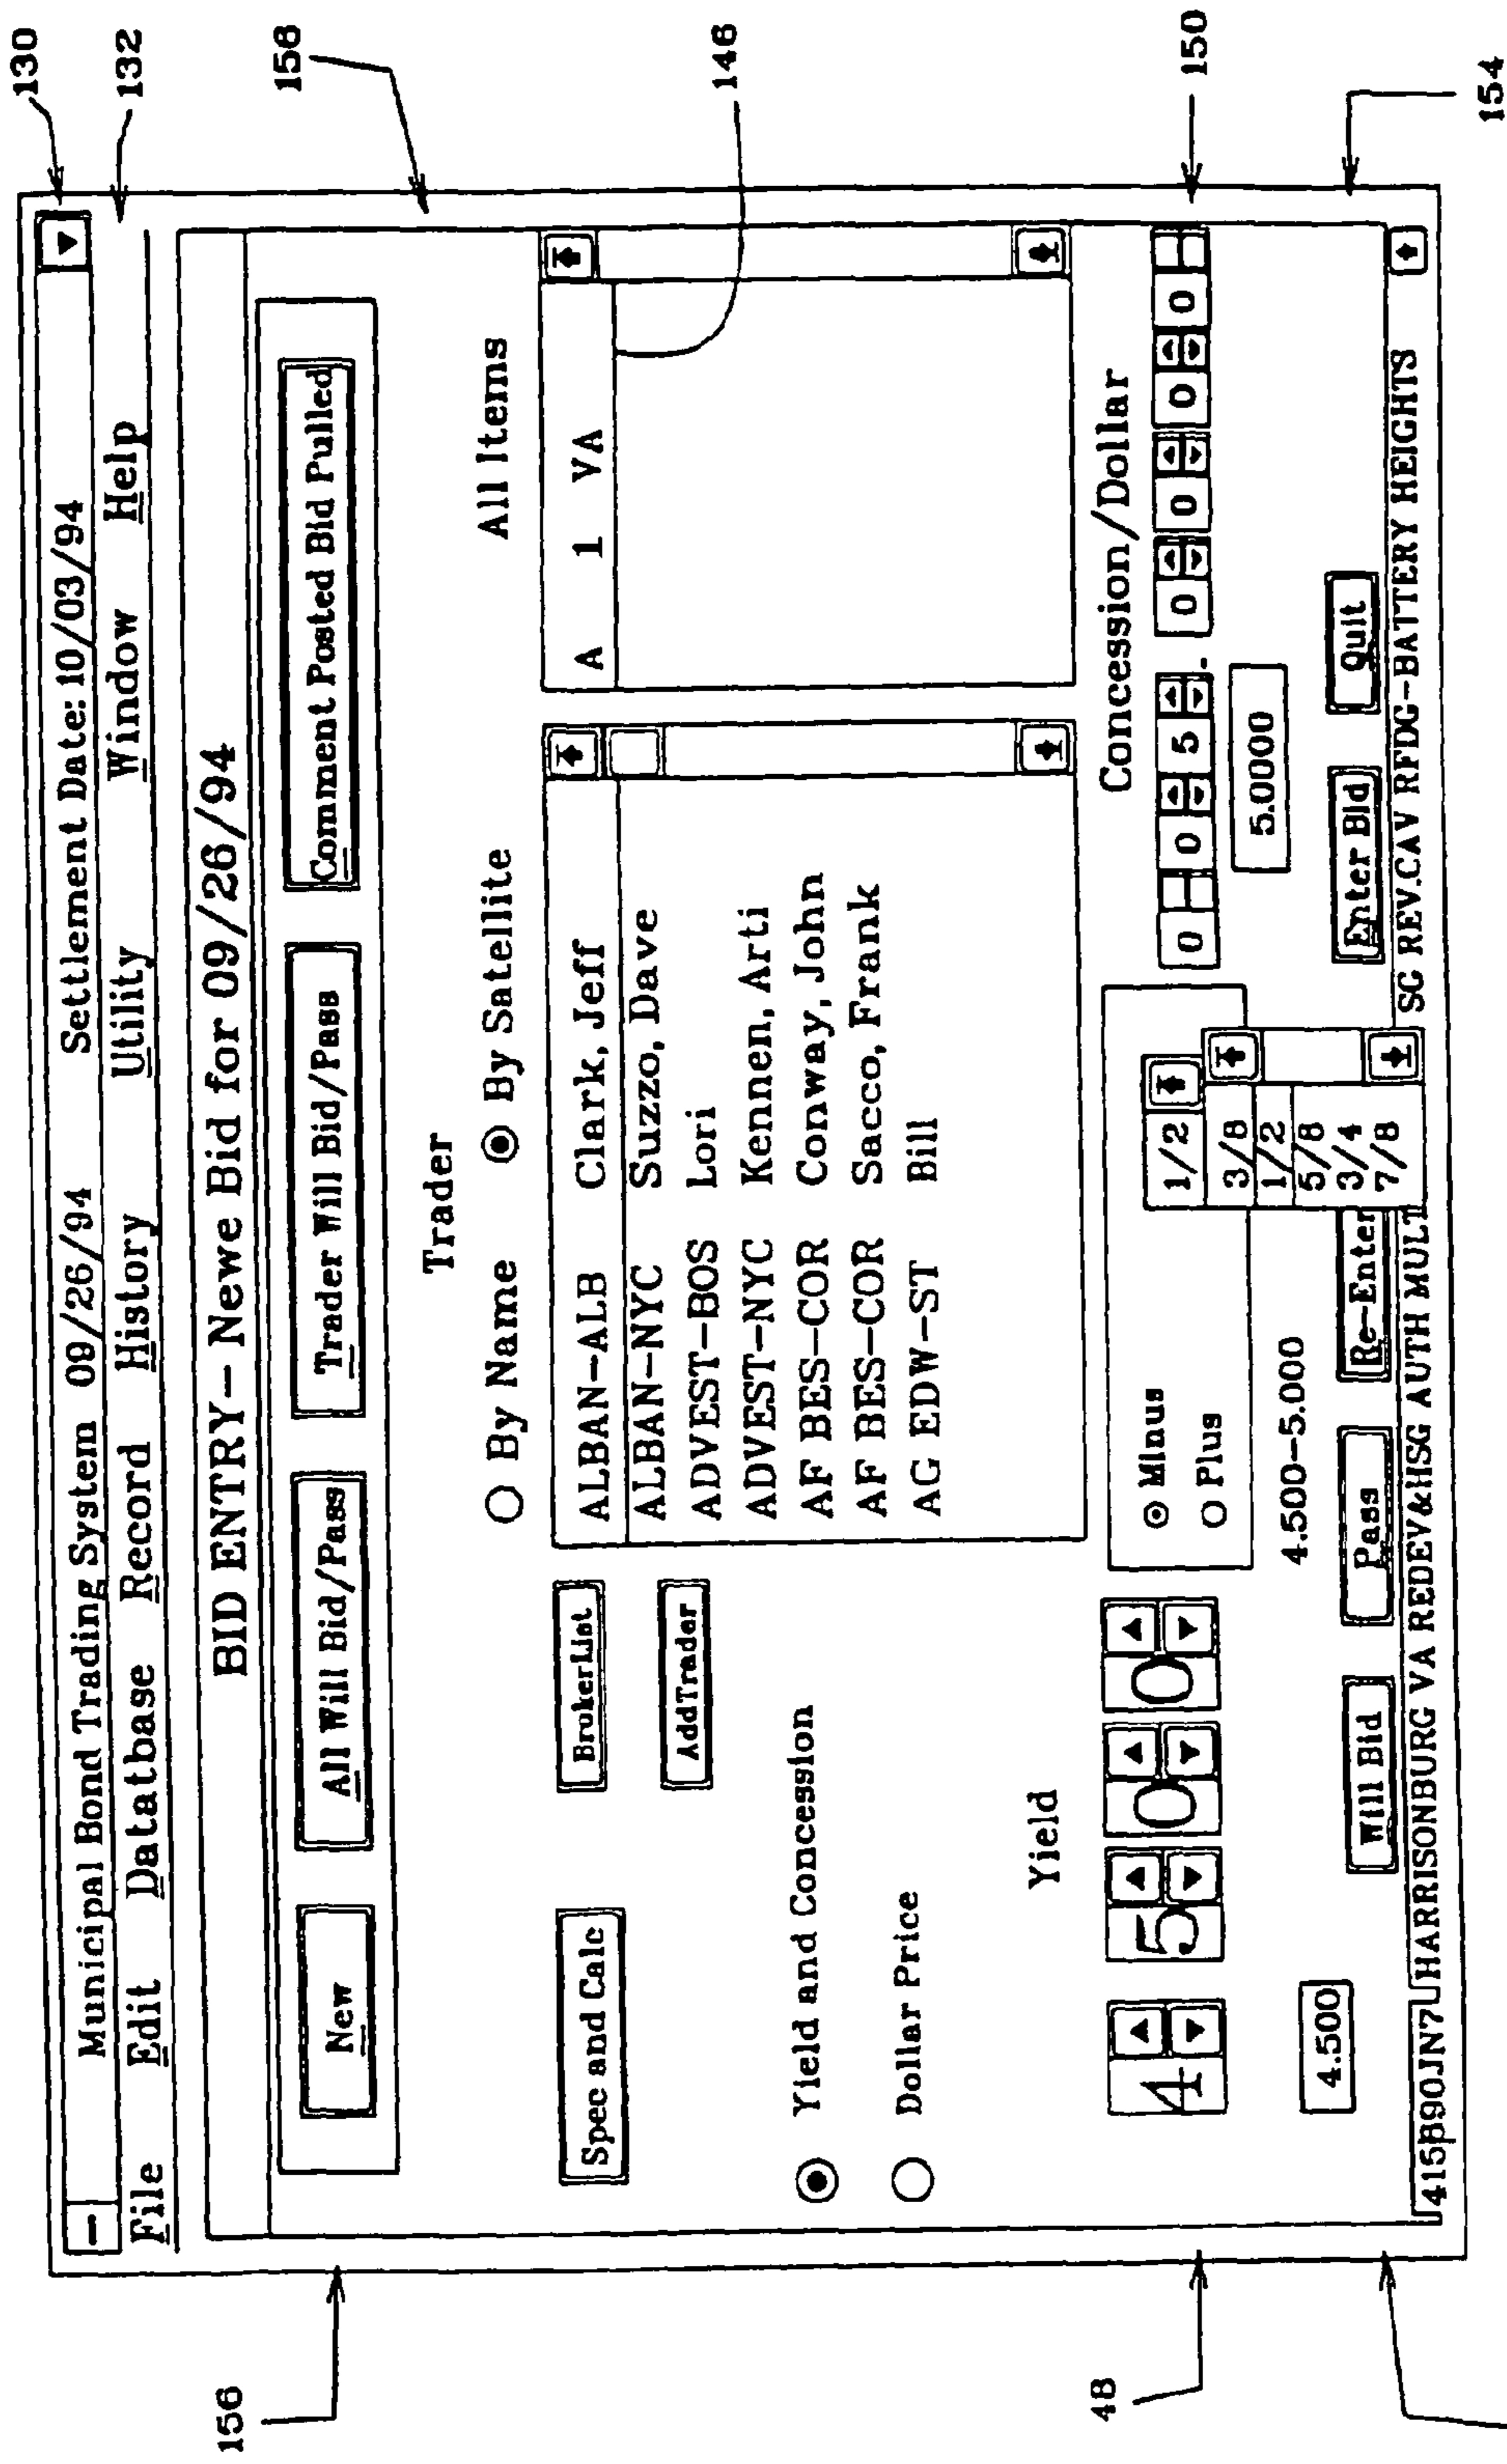 130
Municipal Bond Trading System 09/26/94 Settlement Date: 10/03/94
132
File Edit Datatbase Record History Utility Window Help
BID ENTRY - Newe Bid for 09/26/94
156
New All Will Bid/Pass Trader Will Bid/Pass Comment Posted Bid Pulled
158
Trader
By Name By Satellite All Items
Spec and Calc BrokerList
AddTrader
ALBAN-ALB Clark, Jeff
ALBAN-NYC Suzzo, Dave
ADVEST-BOS Lori
ADVEST-NYC Kennen, Arti
AF BES-COR Conway, John
AF BES-COR Sacco, Frank
AG EDW-ST Bill
A 1 VA
146
Yield and Concession
Dollar Price
Yield
Concession/Dollar
4 5 0 0
Minus
Plus
1/2
3/8
1/2
5/8
3/4
7/8
0 0 5 . 0 0 0 0
150
48
4.500 4.500-5.000 5.0000
Will Bid Pass Re-Enter Enter Bid Quit
154
415B90JN7 HARRISONBURG VA REDEV&HSG AUTH MULT SG REV.CAV RFDG-BATTERY HEIGHTS